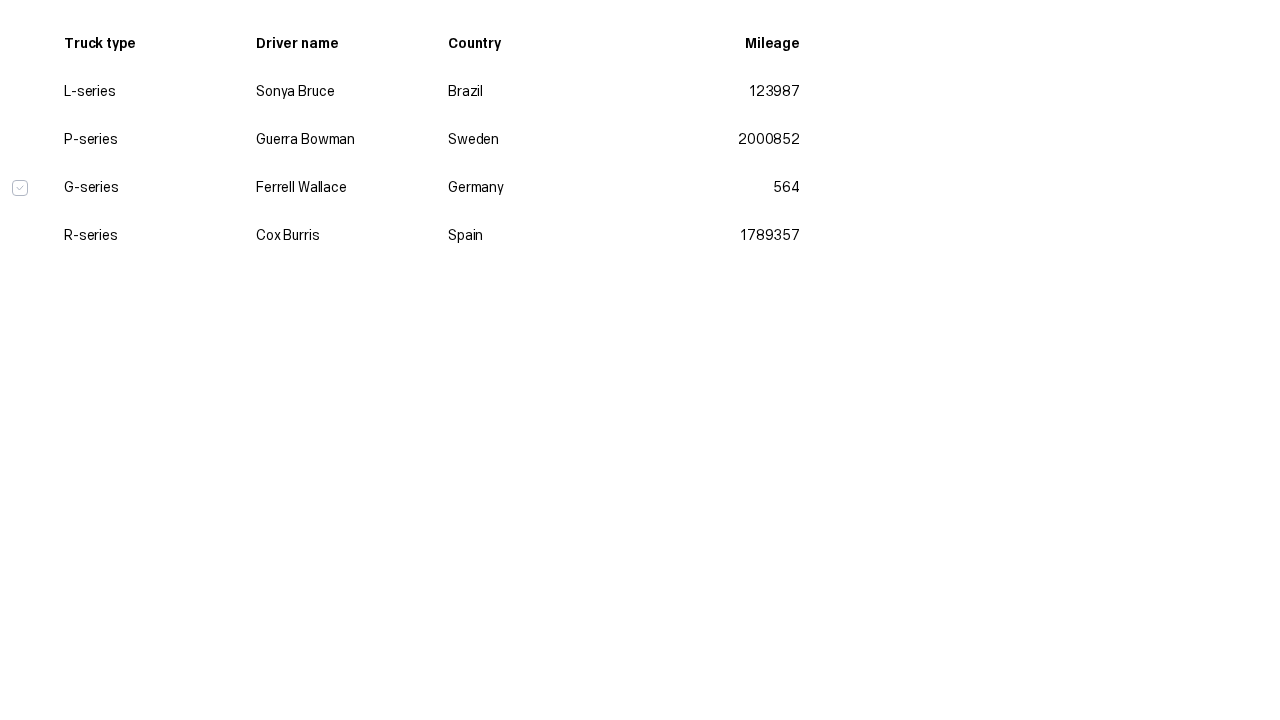 Truck type Driver name Country Mileage
L-series Sonya Bruce Brazil 123987
P-series Guerra Bowman Sweden 2000852
G-series Ferrell Wallace Germany 564
R-series Cox Burris Spain 1789357